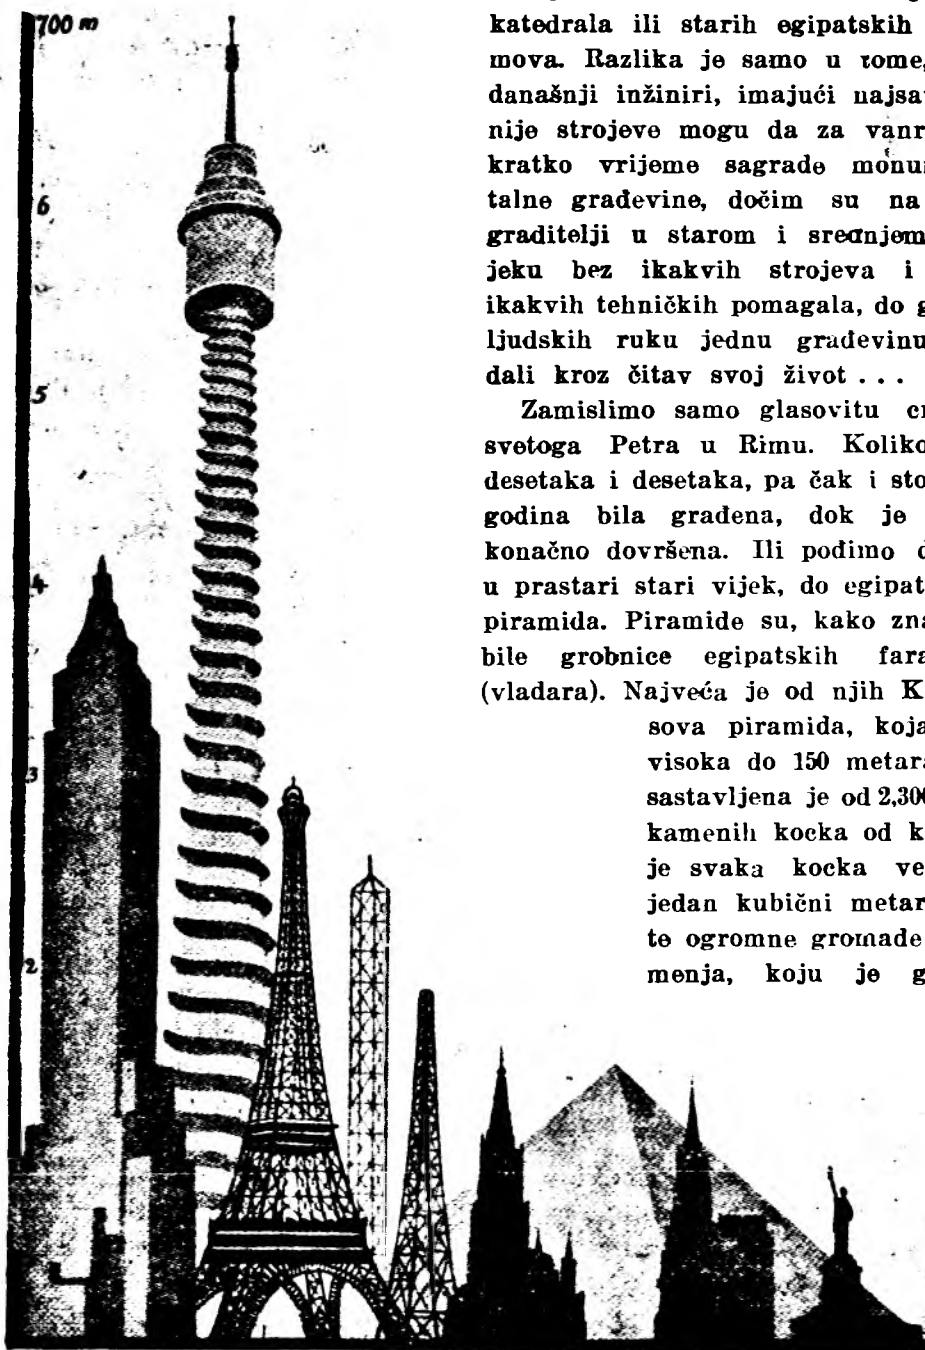 700 m
6
5
4
3
2
katedrala ili starih egipatskih
mova. Razlika je samo u tome,
današnji inžiniri, imajući najsa
nije strojeve mogu da za vanr
kratko vrijeme sagrade monu
talne građevine, dočim su na
graditelji u starom i srednjem
jeku bez ikakvih strojeva i
ikakvih tehničkih pomagala, do g
ljudskih ruku jednu građevinu
dali kroz čitav svoj život . . .
Zamislimo samo glasovitu cr
svetoga Petra u Rimu. Koliko
desetaka i desetaka, pa čak i sto
godina bila građena, dok je
konačno dovršena. Ili pođimo d
u prastari stari vijek, do egipat
piramida. Piramide su, kako zna
bile grobnice egipatskih fara
(vladara). Najveća je od njih K
sova piramida, koja
visoka do 150 metara
sastavljena je od 2,300
kamenih kocka od k
je svaka kocka ve
jedan kubični metar
te ogromne gromade
menja, koju je g